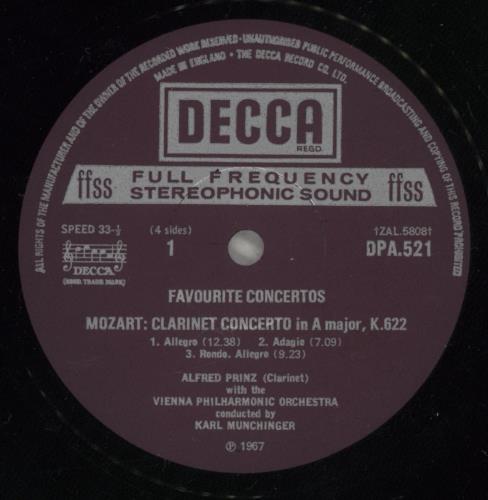 ALL RIGHTS OF THE MANUFACTURER AND OF THE OWNER OF THE RECORDED WORK RESERVED · UNAUTHORISED PUBLIC PERFORMANCE BROADCASTING AND COPYING OF THIS RECORD PROHIBITED
MADE IN ENGLAND · THE DECCA RECORD CO. LTD.
DECCA
REGD.
ffss FULL FREQUENCY STEREOPHONIC SOUND ffss
SPEED 33-⅓ (4 sides) †ZAL.5808†
1 DPA.521
DECCA
(REGD. TRADE MARK)
FAVOURITE CONCERTOS
MOZART: CLARINET CONCERTO in A major, K.622
1. Allegro (12.38) 2. Adagio (7.09)
3. Rondo. Allegro (9.23)
ALFRED PRINZ (Clarinet)
with the
VIENNA PHILHARMONIC ORCHESTRA
conducted by
KARL MUNCHINGER
℗ 1967